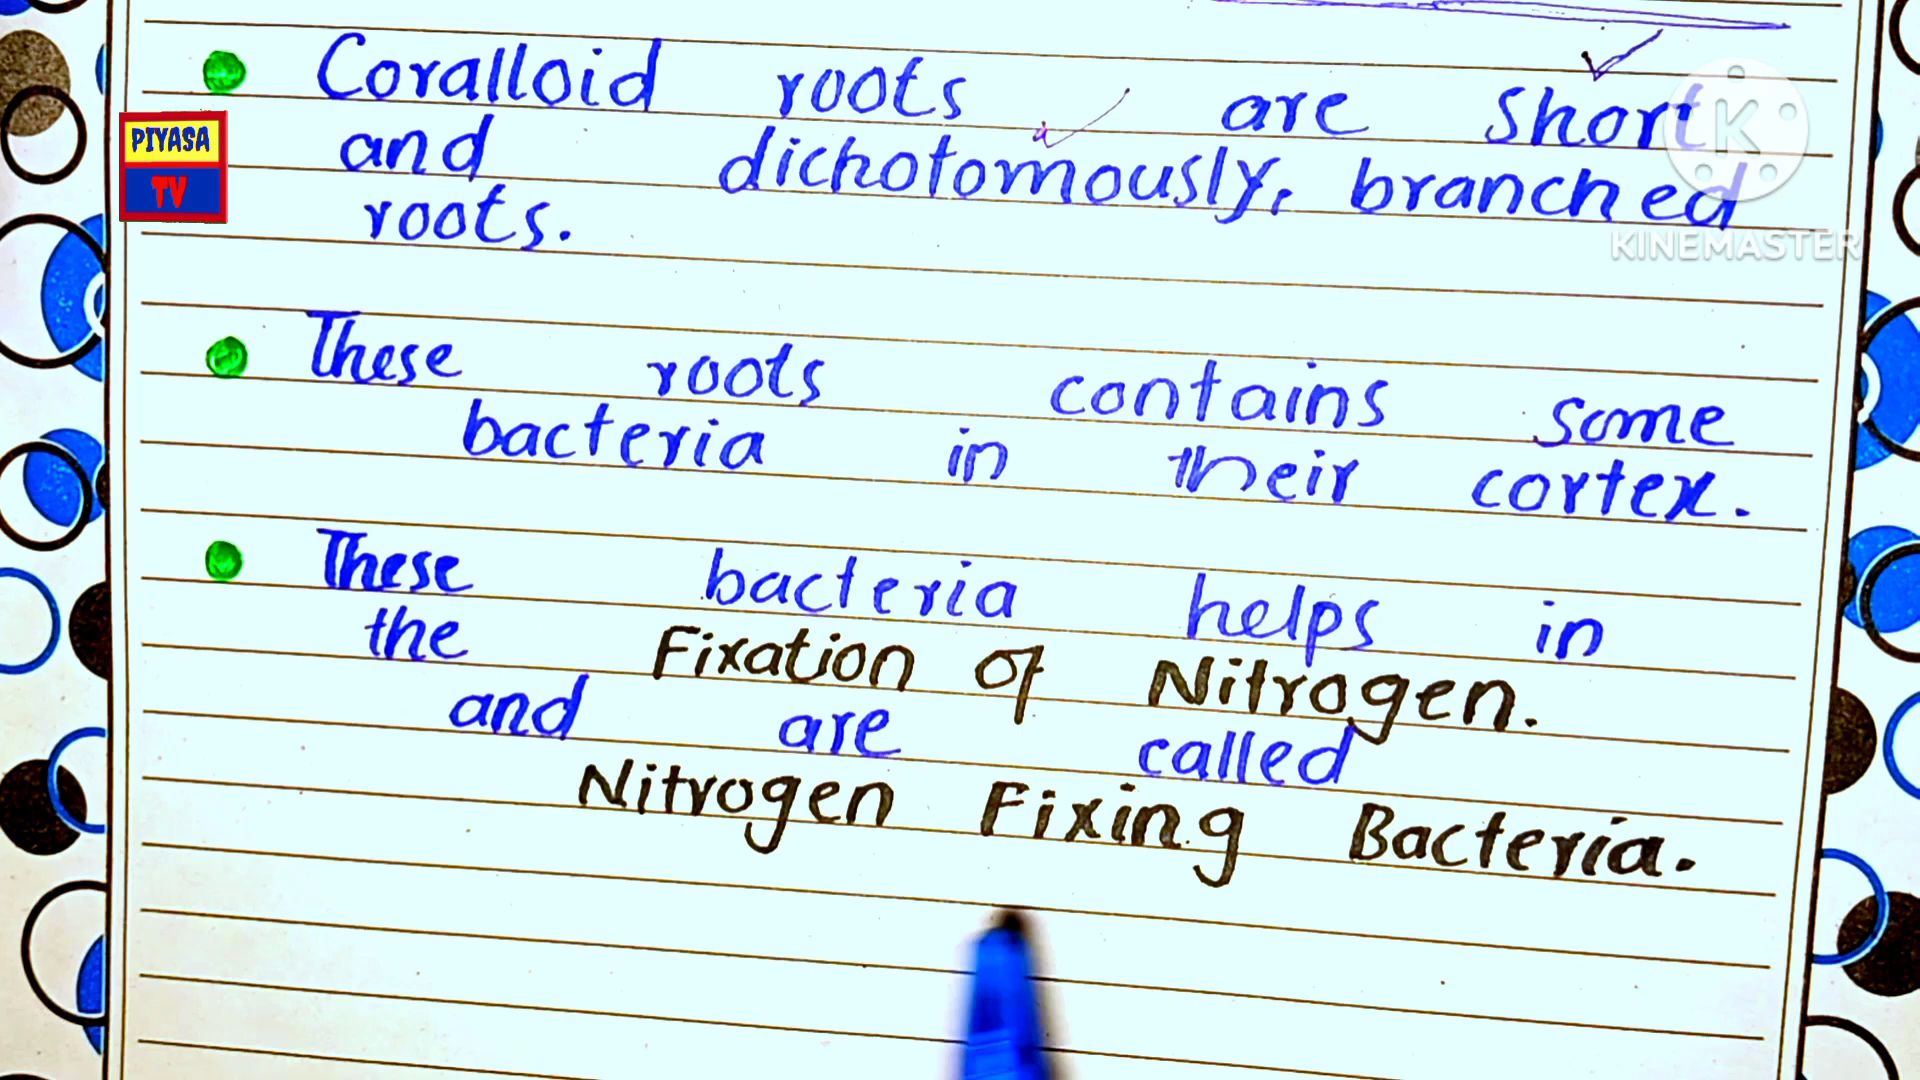 Coralloid roots are short
and dichotomously, branched
roots.
PIYASA
TV
K
KINEMASTER
These roots contains some
bacteria in their cortex.
These bacteria helps in
the Fixation of Nitrogen.
and are called
Nitrogen Fixing Bacteria.